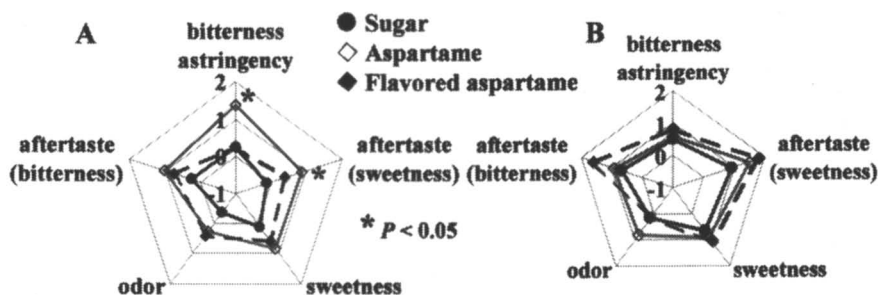 A
bitterness
astringency
2
1
0
-1
*
*
aftertaste
(bitterness)
aftertaste
(sweetness)
odor
sweetness
* P < 0.05
Sugar
Aspartame
Flavored aspartame
B
bitterness
astringency
2
1
0
-1
aftertaste
(bitterness)
aftertaste
(sweetness)
odor
sweetness